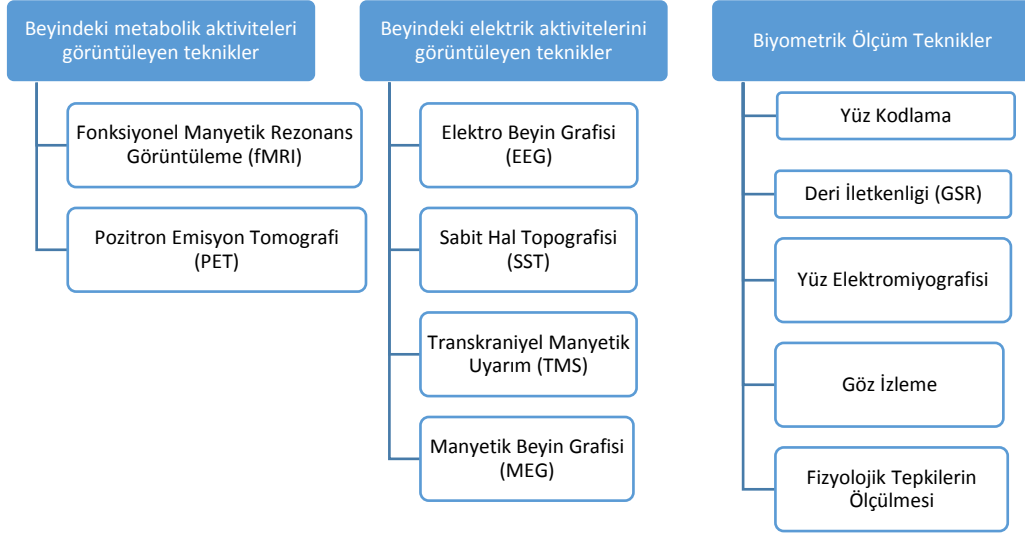 Beyindeki metabolik aktiviteleri
görüntüleyen teknikler
Fonksiyonel Manyetik Rezonans
Görüntüleme (fMRI)
Pozitron Emisyon Tomografi
(PET)
Beyindeki elektrik aktivitelerini
görüntüleyen teknikler
Elektro Beyin Grafisi
(EEG)
Sabit Hal Topografisi
(SST)
Transkraniyel Manyetik
Uyarım (TMS)
Manyetik Beyin Grafisi
(MEG)
Biyometrik Ölçüm Teknikler
Yüz Kodlama
Deri İletkenligi (GSR)
Yüz Elektromiyografisi
Göz İzleme
Fizyolojik Tepkilerin
Ölçülmesi